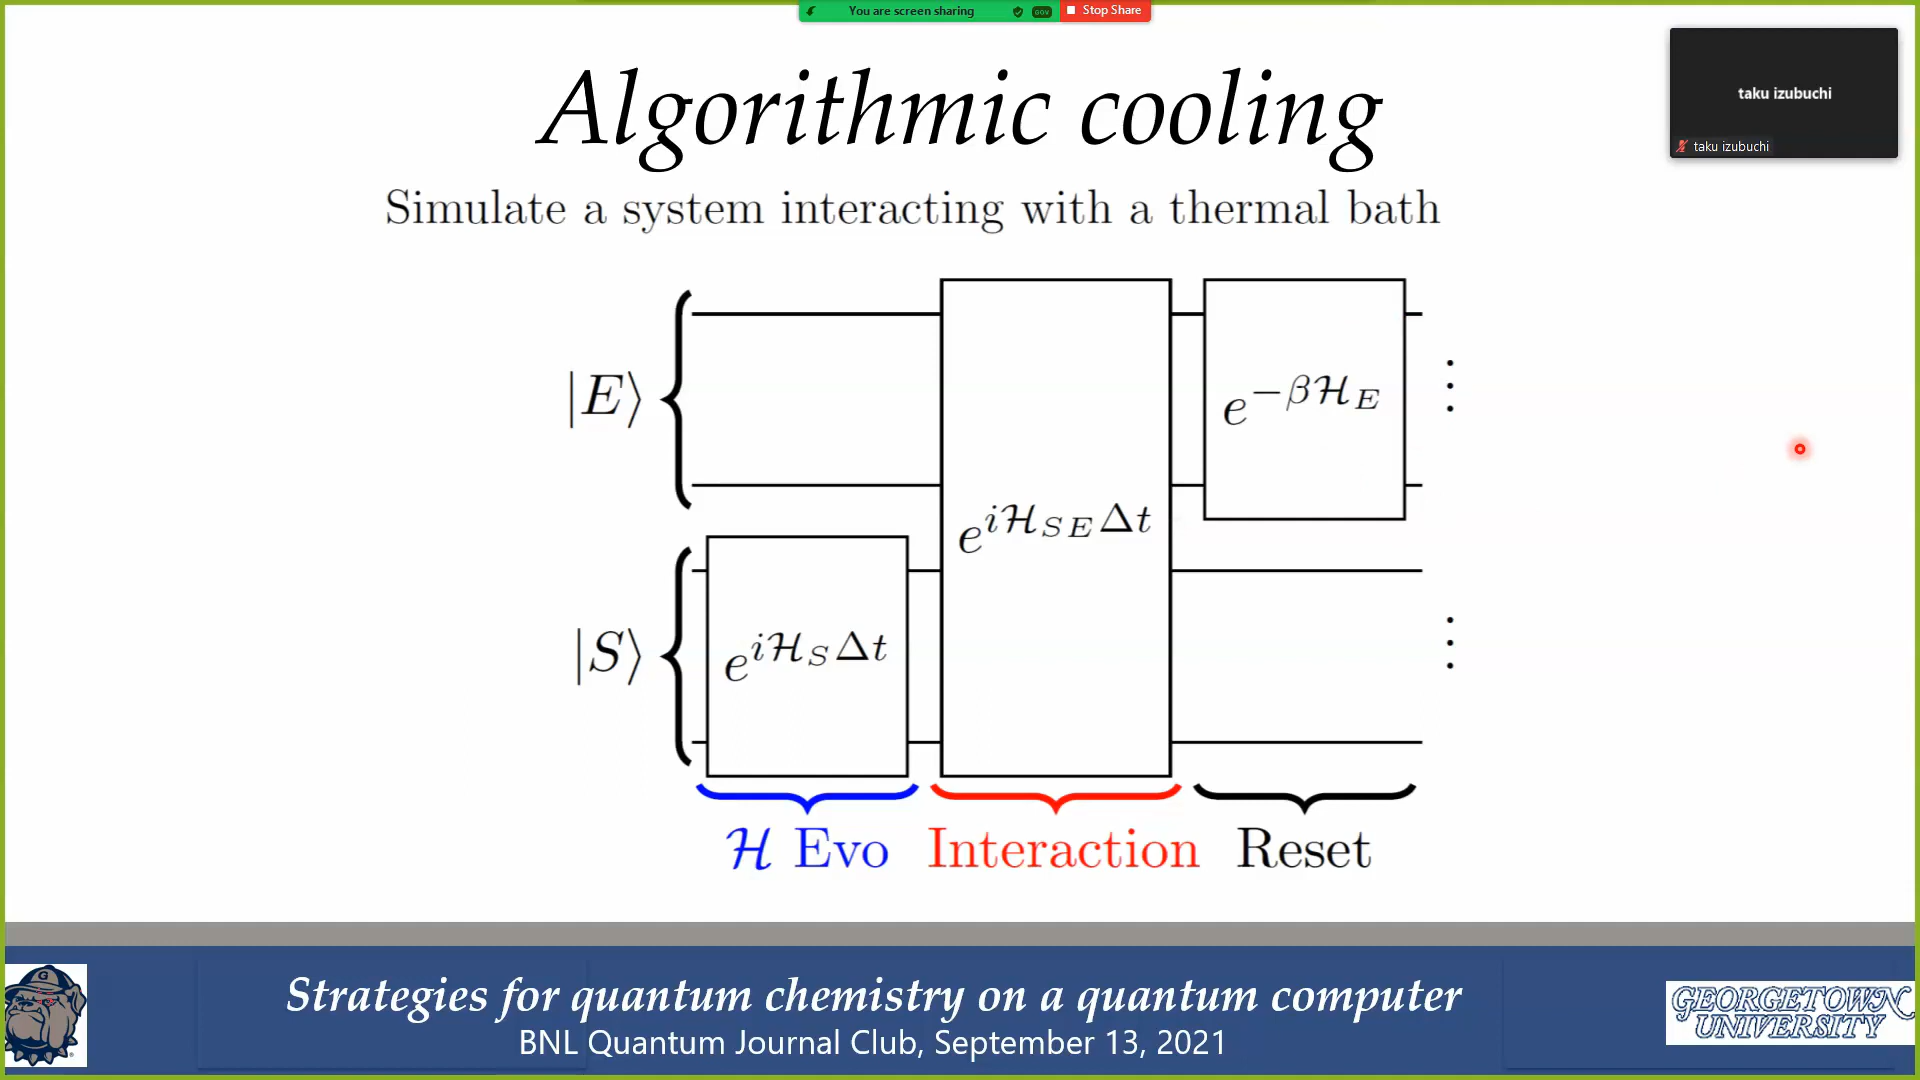 You are screen sharing GOV Stop Share
taku izubuchi
taku izubuchi
Algorithmic cooling
Simulate a system interacting with a thermal bath
|E⟩
e^{-βℋ_E}
e^{iℋ_{SE}Δt}
|S⟩
e^{iℋ_SΔt}
ℋ Evo Interaction Reset
Strategies for quantum chemistry on a quantum computer
BNL Quantum Journal Club, September 13, 2021
G
GEORGETOWN
UNIVERSITY